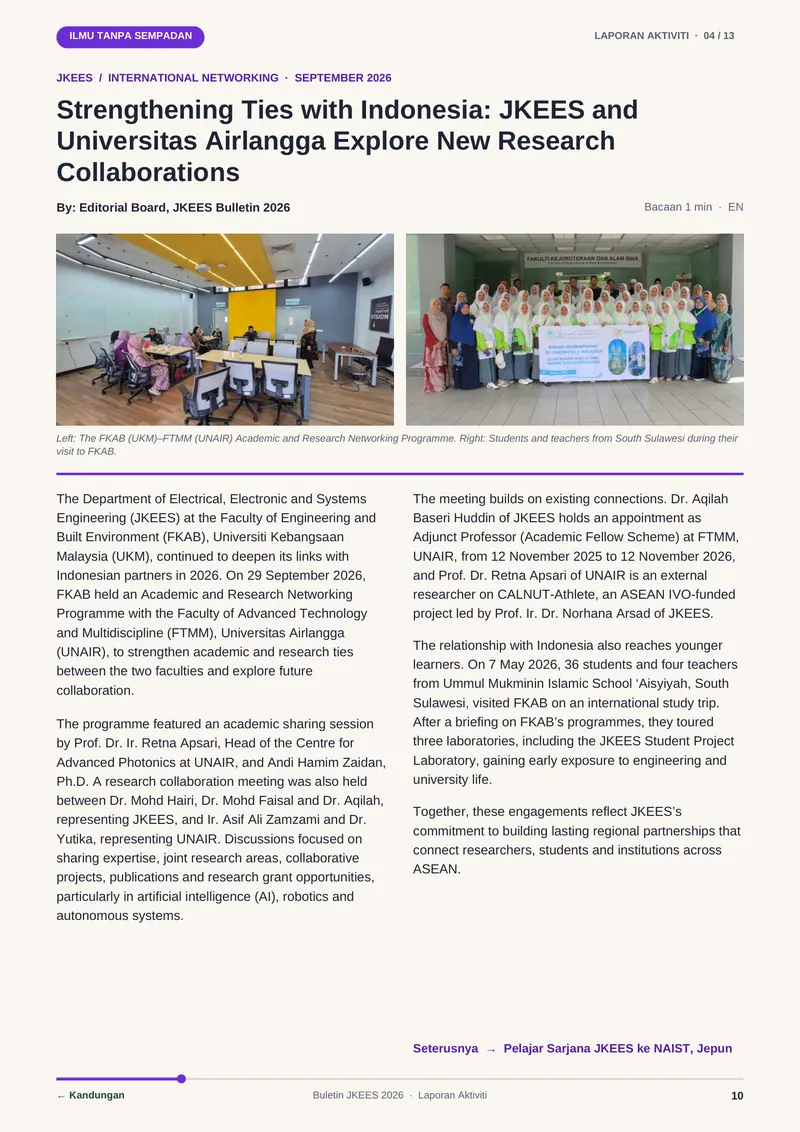 ILMU TANPA SEMPADAN
LAPORAN AKTIVITI · 04 / 13
JKEES / INTERNATIONAL NETWORKING · SEPTEMBER 2026
Strengthening Ties with Indonesia: JKEES and
Universitas Airlangga Explore New Research
Collaborations
By: Editorial Board, JKEES Bulletin 2026
Bacaan 1 min · EN
VISION
FAKULTI KEJURUTERAAN DAN ALAM BINA
Left: The FKAB (UKM)–FTMM (UNAIR) Academic and Research Networking Programme. Right: Students and teachers from South Sulawesi during their
visit to FKAB.
The Department of Electrical, Electronic and Systems
Engineering (JKEES) at the Faculty of Engineering and
Built Environment (FKAB), Universiti Kebangsaan
Malaysia (UKM), continued to deepen its links with
Indonesian partners in 2026. On 29 September 2026,
FKAB held an Academic and Research Networking
Programme with the Faculty of Advanced Technology
and Multidiscipline (FTMM), Universitas Airlangga
(UNAIR), to strengthen academic and research ties
between the two faculties and explore future
collaboration.
The programme featured an academic sharing session
by Prof. Dr. Ir. Retna Apsari, Head of the Centre for
Advanced Photonics at UNAIR, and Andi Hamim Zaidan,
Ph.D. A research collaboration meeting was also held
between Dr. Mohd Hairi, Dr. Mohd Faisal and Dr. Aqilah,
representing JKEES, and Ir. Asif Ali Zamzami and Dr.
Yutika, representing UNAIR. Discussions focused on
sharing expertise, joint research areas, collaborative
projects, publications and research grant opportunities,
particularly in artificial intelligence (AI), robotics and
autonomous systems.
The meeting builds on existing connections. Dr. Aqilah
Baseri Huddin of JKEES holds an appointment as
Adjunct Professor (Academic Fellow Scheme) at FTMM,
UNAIR, from 12 November 2025 to 12 November 2026,
and Prof. Dr. Retna Apsari of UNAIR is an external
researcher on CALNUT-Athlete, an ASEAN IVO-funded
project led by Prof. Ir. Dr. Norhana Arsad of JKEES.
The relationship with Indonesia also reaches younger
learners. On 7 May 2026, 36 students and four teachers
from Ummul Mukminin Islamic School ‘Aisyiyah, South
Sulawesi, visited FKAB on an international study trip.
After a briefing on FKAB’s programmes, they toured
three laboratories, including the JKEES Student Project
Laboratory, gaining early exposure to engineering and
university life.
Together, these engagements reflect JKEES’s
commitment to building lasting regional partnerships that
connect researchers, students and institutions across
ASEAN.
Seterusnya → Pelajar Sarjana JKEES ke NAIST, Jepun
← Kandungan
Buletin JKEES 2026 · Laporan Aktiviti
10